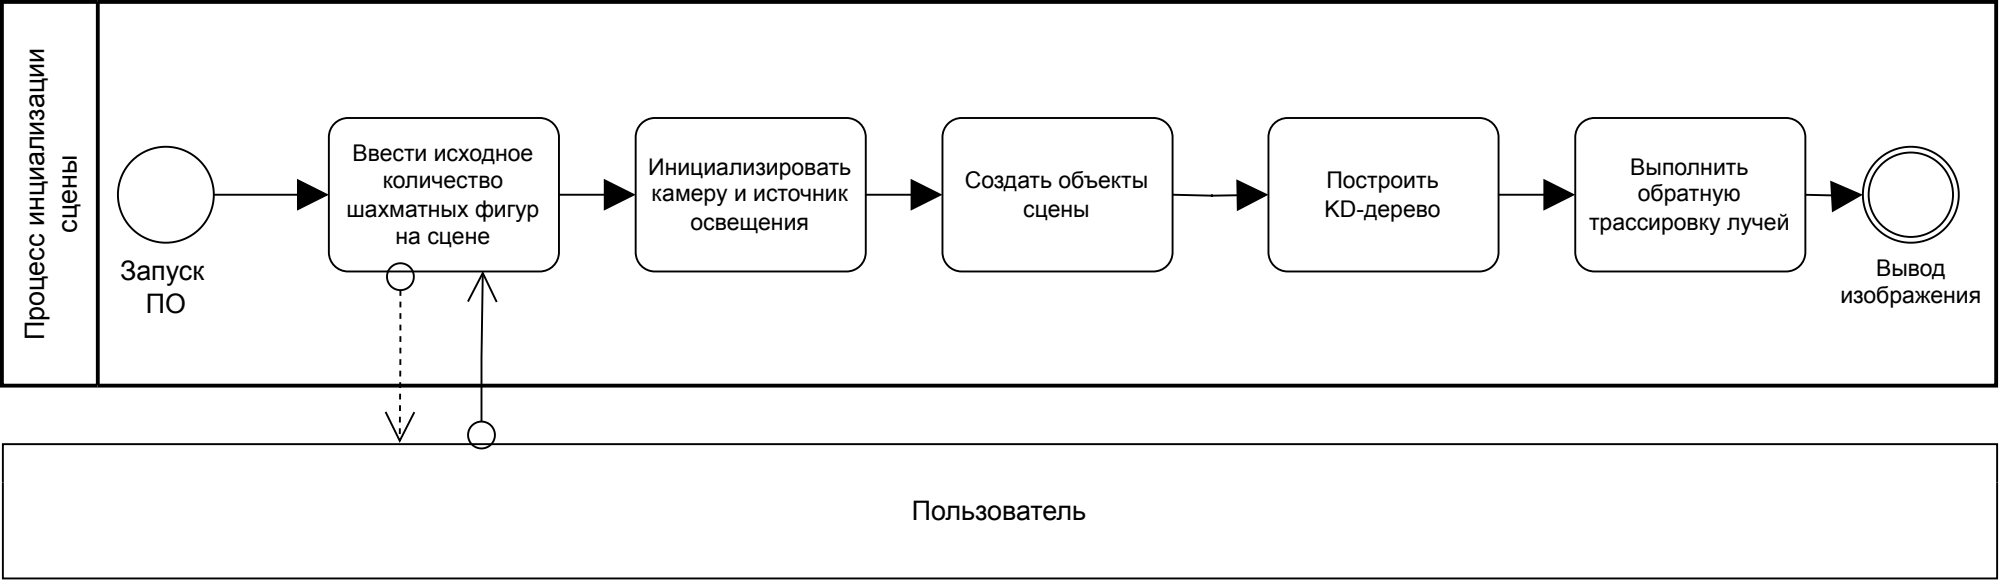 Процесс инициализации
сцены
Запуск
ПО
Ввести исходное
количество
шахматных фигур
на сцене
Инициализировать
камеру и источник
освещения
Создать объекты
сцены
Построить
KD-дерево
Выполнить
обратную
трассировку лучей
Вывод
изображения
Пользователь